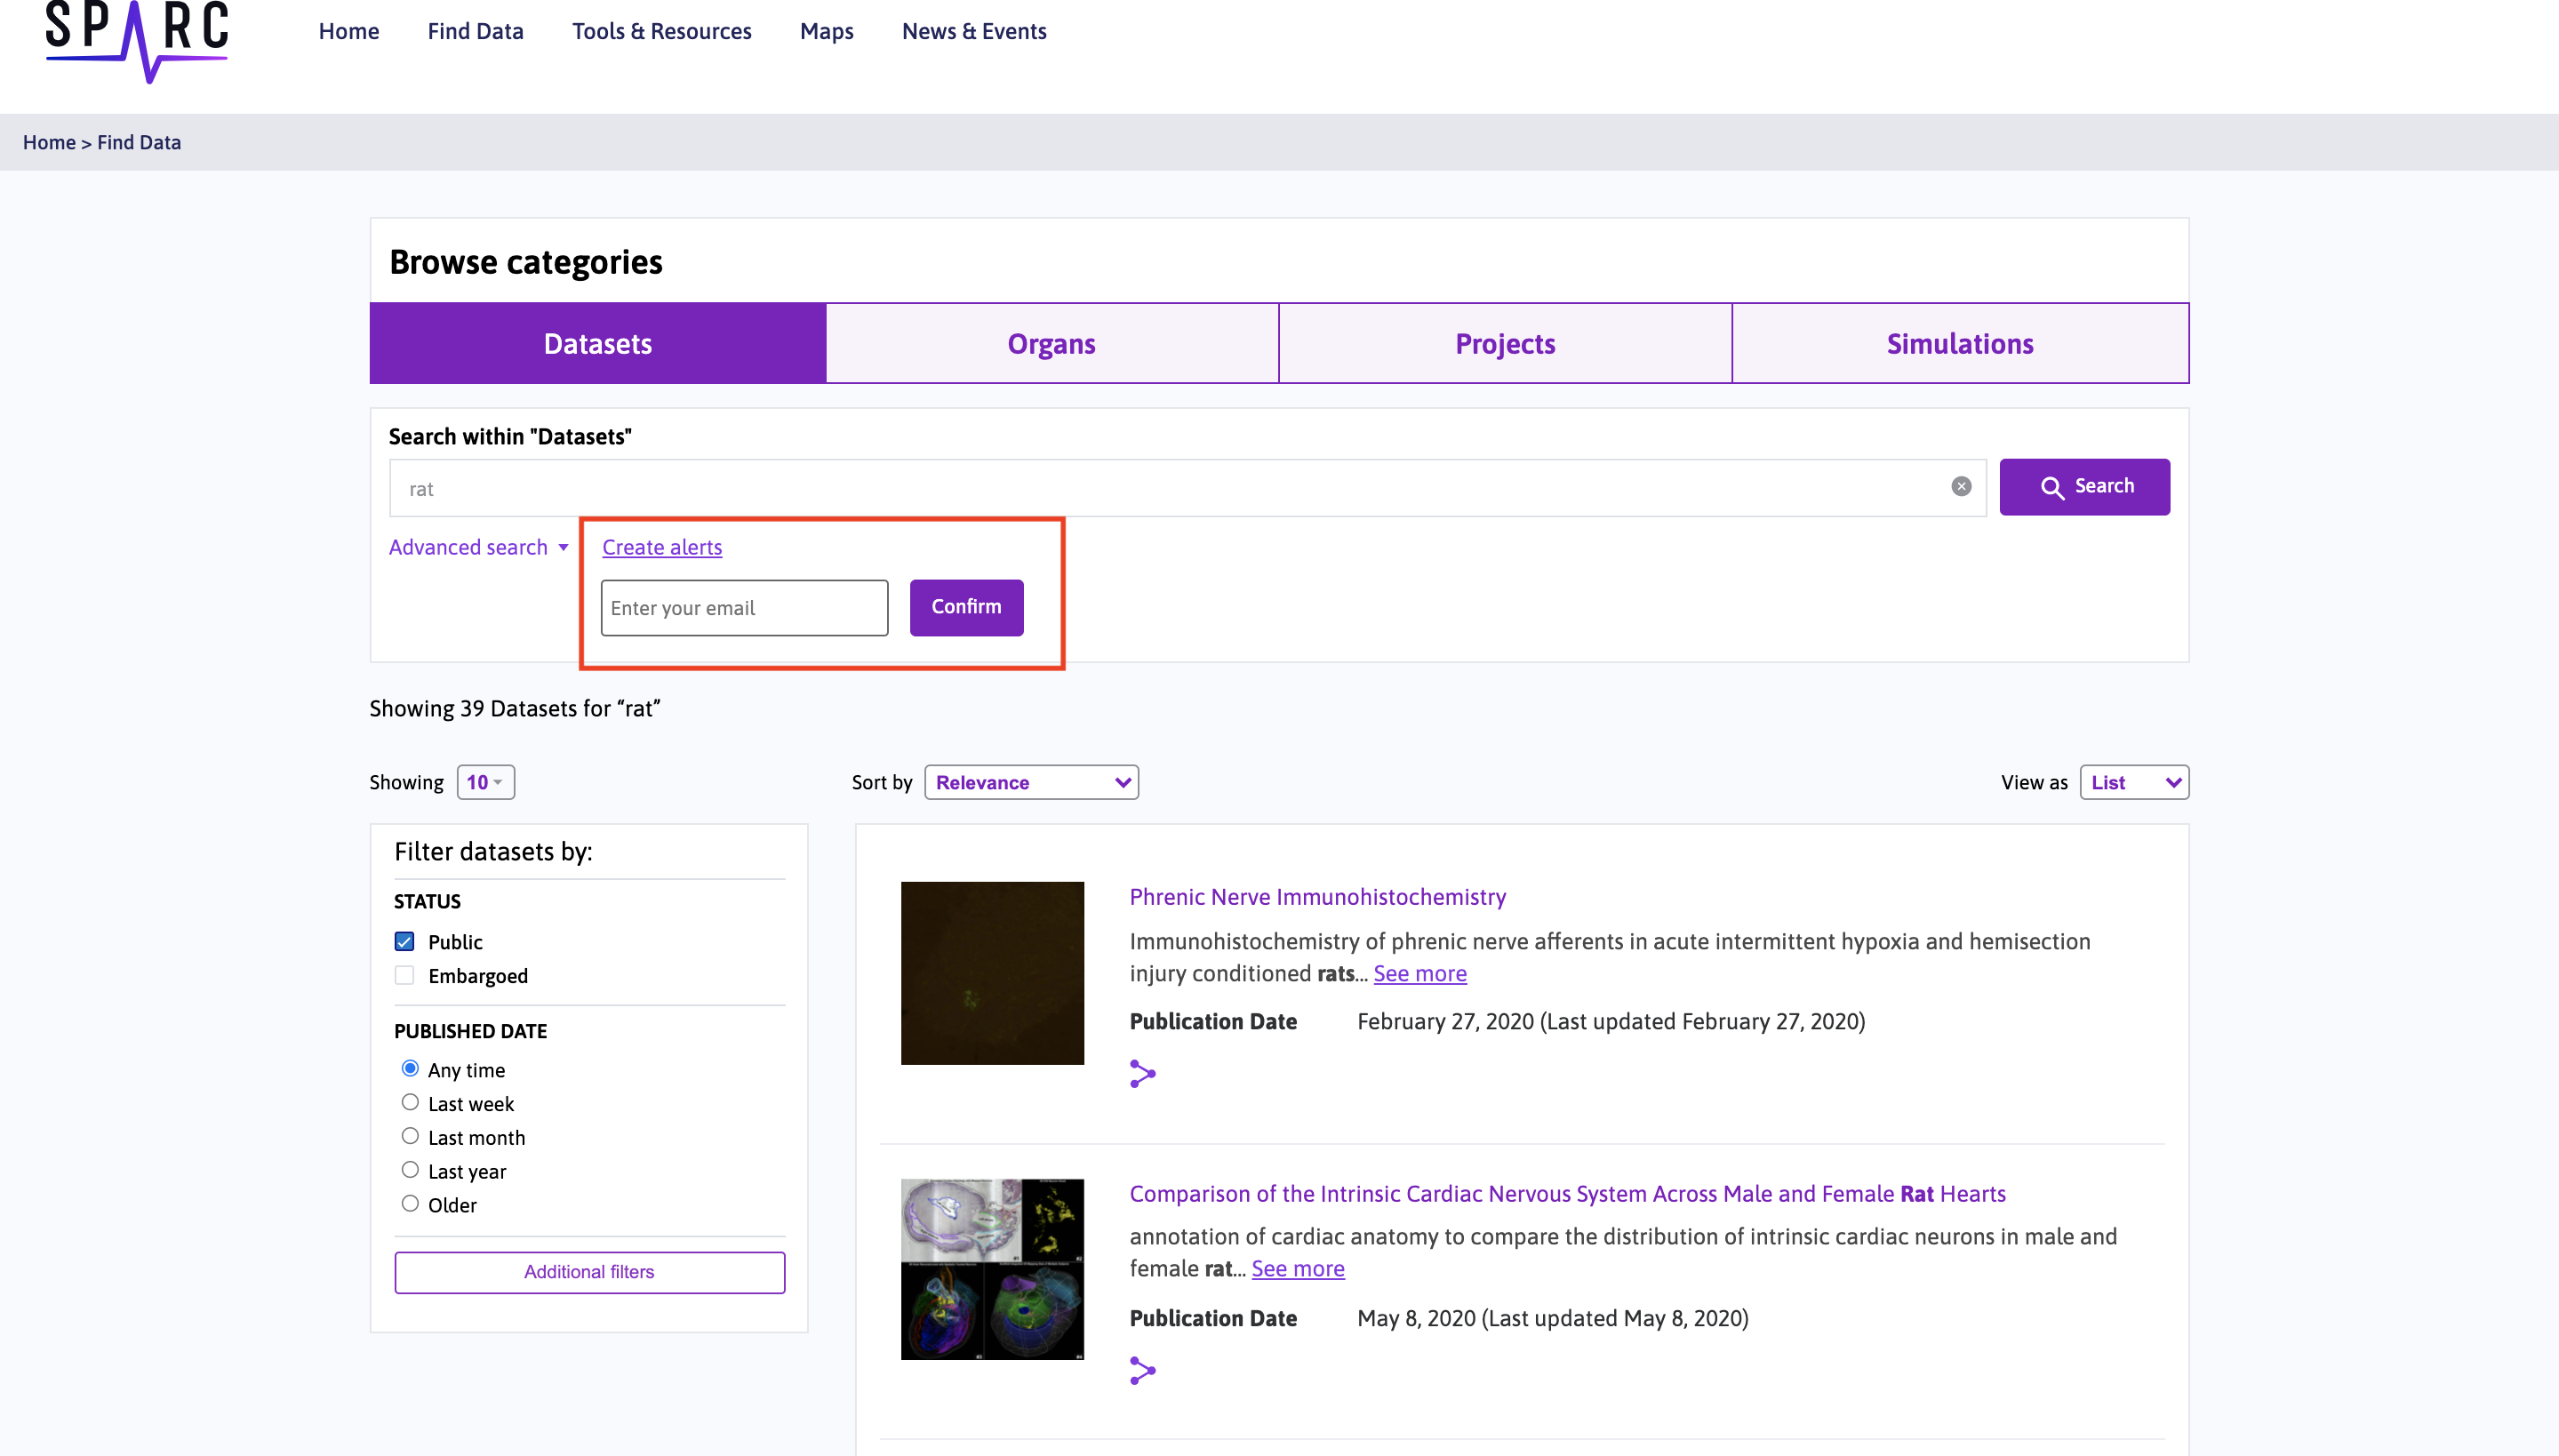 SPARC
Home Find Data Tools & Resources Maps News & Events
Home > Find Data
Browse categories
Datasets Organs Projects Simulations
Search within "Datasets"
rat
Search
Advanced search Create alerts
Enter your email Confirm
Showing 39 Datasets for “rat”
Showing 10 Sort by Relevance View as List
Filter datasets by:
STATUS
Public
Embargoed
PUBLISHED DATE
Any time
Last week
Last month
Last year
Older
Additional filters
Phrenic Nerve Immunohistochemistry
Immunohistochemistry of phrenic nerve afferents in acute intermittent hypoxia and hemisection
injury conditioned rats... See more
Publication Date February 27, 2020 (Last updated February 27, 2020)
Comparison of the Intrinsic Cardiac Nervous System Across Male and Female Rat Hearts
annotation of cardiac anatomy to compare the distribution of intrinsic cardiac neurons in male and
female rat... See more
Publication Date May 8, 2020 (Last updated May 8, 2020)